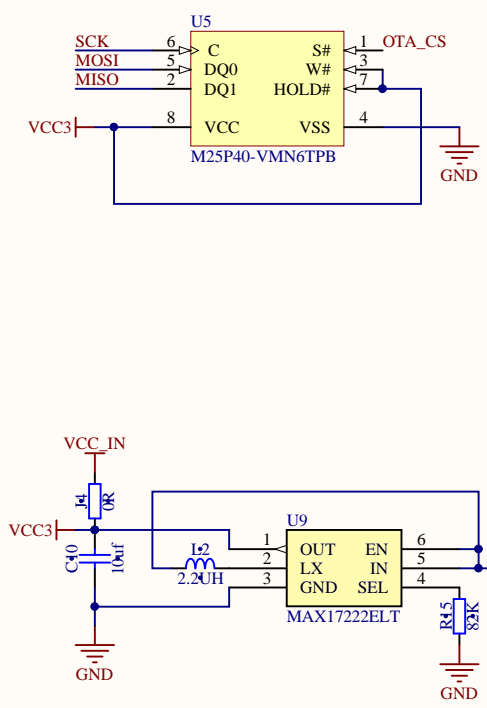 U5
SCK 6 C S# 1 OTA_CS
MOSI 5 DQ0 W# 3
MISO 2 DQ1 HOLD# 7
VCC3 8 VCC VSS 4
M25P40-VMN6TPB
GND
VCC_IN
J4 0R
VCC3
U9
C40 10uf
L2
2.2UH
1 OUT EN 6
2 LX IN 5
3 GND SEL 4
MAX17222ELT
R15 82K
GND
GND